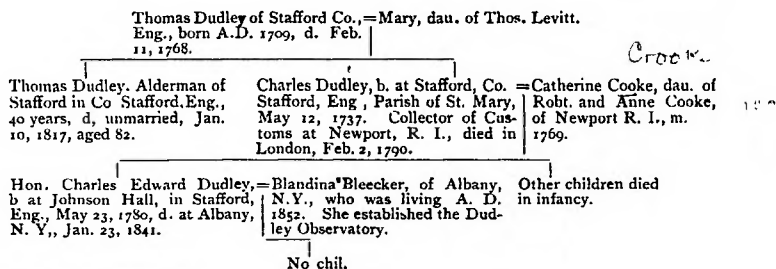 Thomas Dudley of Stafford Co.,=Mary, dau. of Thos. Levitt.
Eng., born A.D. 1709, d. Feb.
11, 1768.
Crook
Thomas Dudley. Alderman of
Stafford in Co Stafford, Eng.,
40 years, d, unmarried, Jan.
10, 1817, aged 82.
Charles Dudley, b. at Stafford, Co.
Stafford, Eng , Parish of St. Mary,
May 12, 1737. Collector of Cus-
toms at Newport, R. I., died in
London, Feb. 2, 1790.
=Catherine Cooke, dau. of
Robt. and Anne Cooke,
of Newport R. I., m.
1769.
Hon. Charles Edward Dudley,
b at Johnson Hall, in Stafford,
Eng., May 23, 1780, d. at Albany,
N. Y,, Jan. 23, 1841.
=Blandina Bleecker, of Albany,
N.Y., who was living A. D.
1852. She established the Dud-
ley Observatory.
Other children died
in infancy.
No chil.